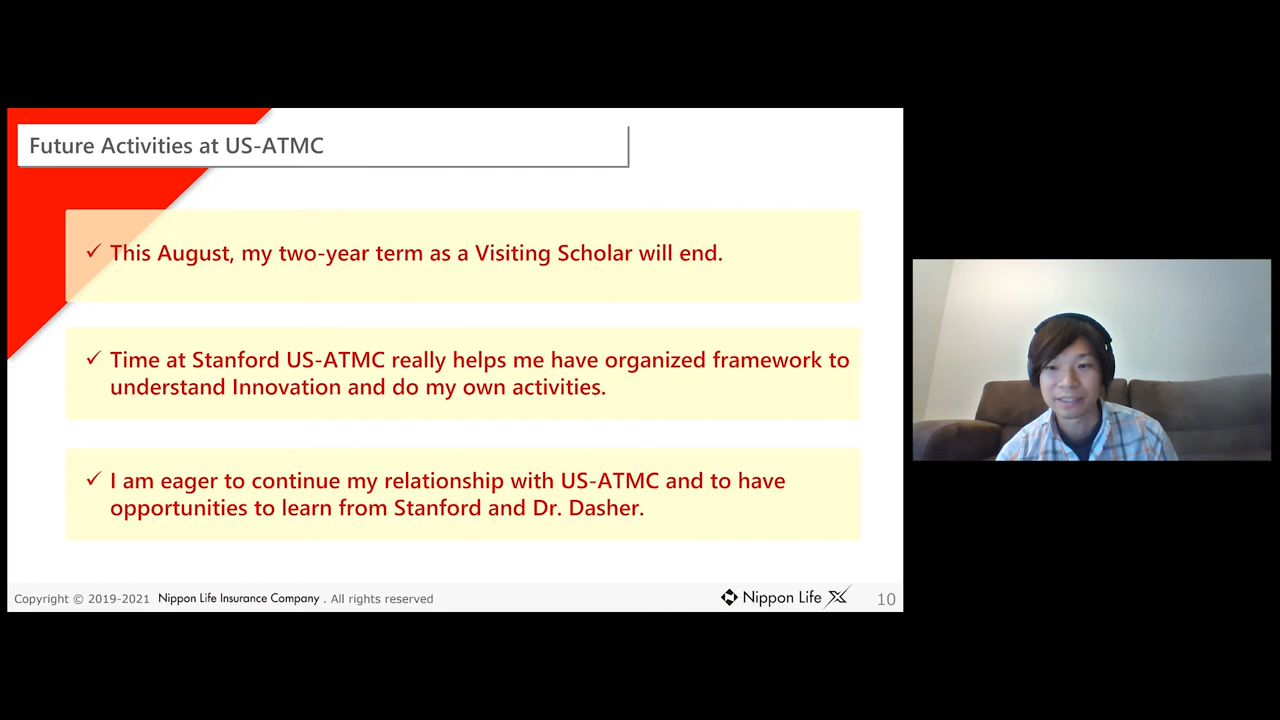 Future Activities at US-ATMC
✓ This August, my two-year term as a Visiting Scholar will end.
✓ Time at Stanford US-ATMC really helps me have organized framework to
understand Innovation and do my own activities.
✓ I am eager to continue my relationship with US-ATMC and to have
opportunities to learn from Stanford and Dr. Dasher.
Copyright © 2019-2021 Nippon Life Insurance Company . All rights reserved
Nippon Life X
10